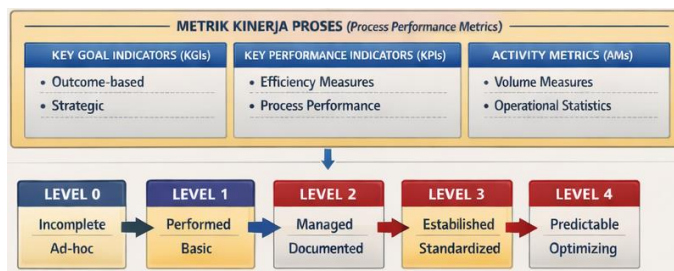 METRIK KINERJA PROSES (Process Performance Metrics)
KEY GOAL INDICATORS (KGIs)
• Outcome-based
• Strategic
KEY PERFORMANCE INDICATORS (KPIs)
• Efficiency Measures
• Process Performance
ACTIVITY METRICS (AMs)
• Volume Measures
• Operational Statistics
LEVEL 0
Incomplete
Ad-hoc
LEVEL 1
Performed
Basic
LEVEL 2
Managed
Documented
LEVEL 3
Established
Standardized
LEVEL 4
Predictable
Optimizing